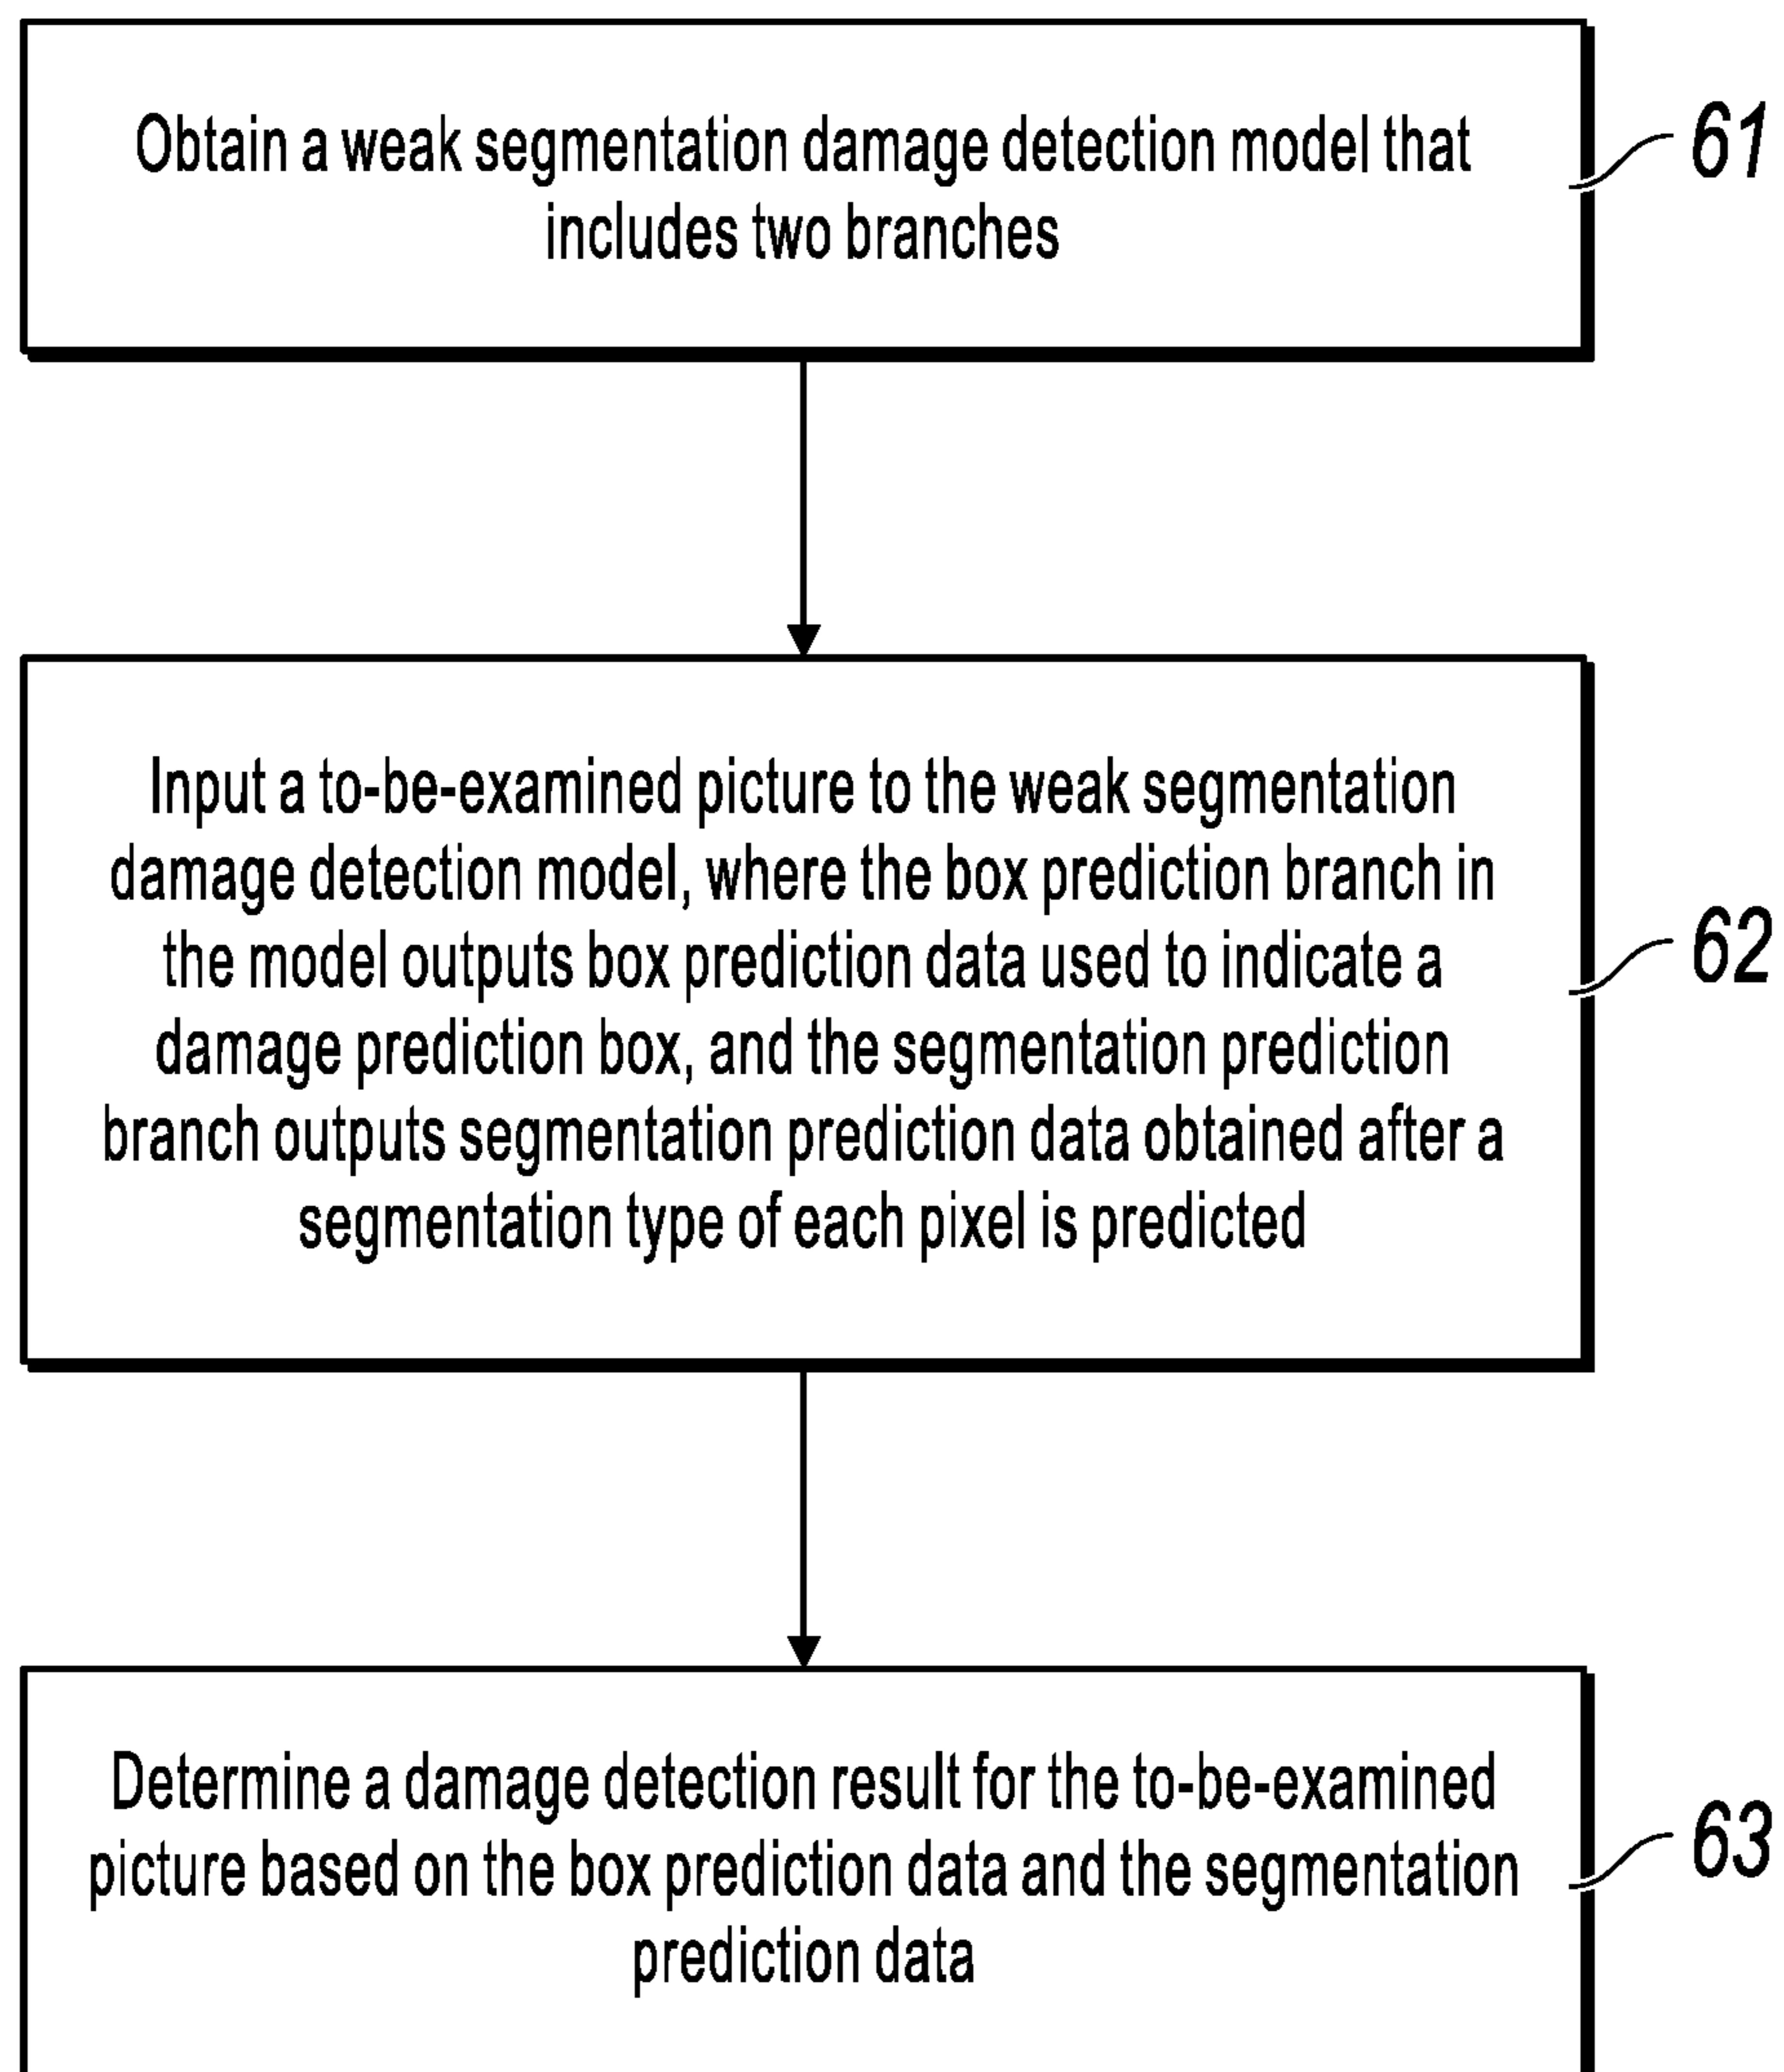 Obtain a weak segmentation damage detection model that
includes two branches
61
Input a to-be-examined picture to the weak segmentation
damage detection model, where the box prediction branch in
the model outputs box prediction data used to indicate a
damage prediction box, and the segmentation prediction
branch outputs segmentation prediction data obtained after a
segmentation type of each pixel is predicted
62
Determine a damage detection result for the to-be-examined
picture based on the box prediction data and the segmentation
prediction data
63